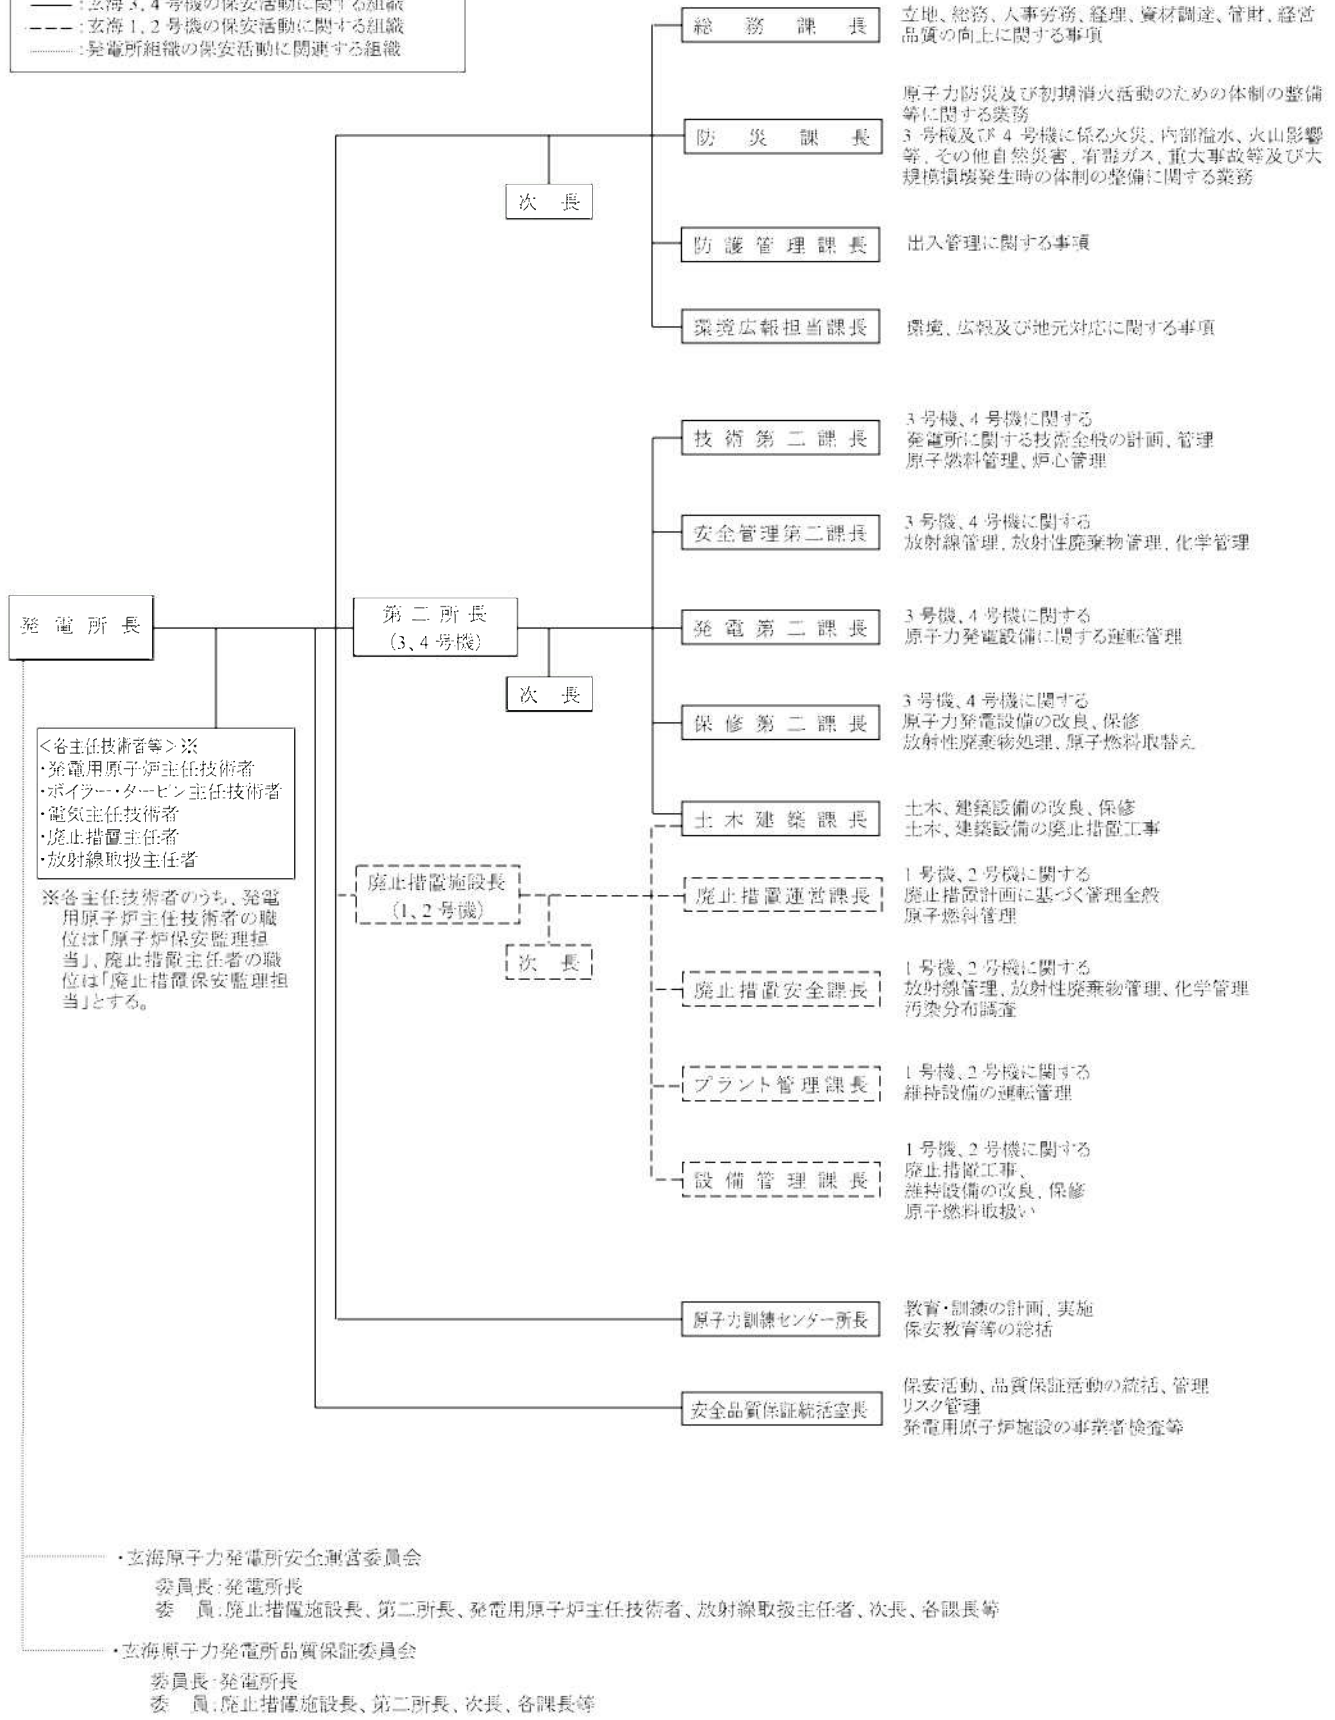 ───：玄海3，4号機の保安活動に関する組織
----：玄海1，2号機の保安活動に関する組織
………：発電所組織の保安活動に関連する組織
総務課長
立地、総務、人事労務、経理、資材調達、管財、経営
品質の向上に関する事項
防災課長
原子力防災及び初期消火活動のための体制の整備
等に関する業務
3号機及び4号機に係る火災、内部溢水、火山影響
等、その他自然災害、有毒ガス、重大事故等及び大
規模損壊発生時の体制の整備に関する業務
次長
防護管理課長
出入管理に関する事項
環境広報担当課長
環境、広報及び地元対応に関する事項
技術第二課長
3号機、4号機に関する
発電所に関する技術全般の計画、管理
原子燃料管理、炉心管理
安全管理第二課長
3号機、4号機に関する
放射線管理、放射性廃棄物管理、化学管理
発電所長
第二所長
(3、4号機)
次長
発電第二課長
3号機、4号機に関する
原子力発電設備に関する運転管理
保修第二課長
3号機、4号機に関する
原子力発電設備の改良、保修
放射性廃棄物処理、原子燃料取替え
土木建築課長
土木、建築設備の改良、保修
土木、建築設備の廃止措置工事
＜各主任技術者等＞※
・発電用原子炉主任技術者
・ボイラー・タービン主任技術者
・電気主任技術者
・廃止措置主任者
・放射線取扱主任者
※各主任技術者のうち、発電
用原子炉主任技術者の職
位は「原子炉保安監理担
当」、廃止措置主任者の職
位は「廃止措置保安監理担
当」とする。
廃止措置施設長
(1、2号機)
次長
廃止措置運営課長
1号機、2号機に関する
廃止措置計画に基づく管理全般
原子燃料管理
廃止措置安全課長
1号機、2号機に関する
放射線管理、放射性廃棄物管理、化学管理
汚染分布調査
プラント管理課長
1号機、2号機に関する
維持設備の運転管理
設備管理課長
1号機、2号機に関する
廃止措置工事、
維持設備の改良、保修
原子燃料取扱い
原子力訓練センター所長
教育・訓練の計画、実施
保安教育等の総括
安全品質保証統括室長
保安活動、品質保証活動の統括、管理
リスク管理
発電用原子炉施設の事業者検査等
・玄海原子力発電所安全運営委員会
委員長：発電所長
委　員：廃止措置施設長、第二所長、発電用原子炉主任技術者、放射線取扱主任者、次長、各課長等
・玄海原子力発電所品質保証委員会
委員長：発電所長
委　員：廃止措置施設長、第二所長、次長、各課長等